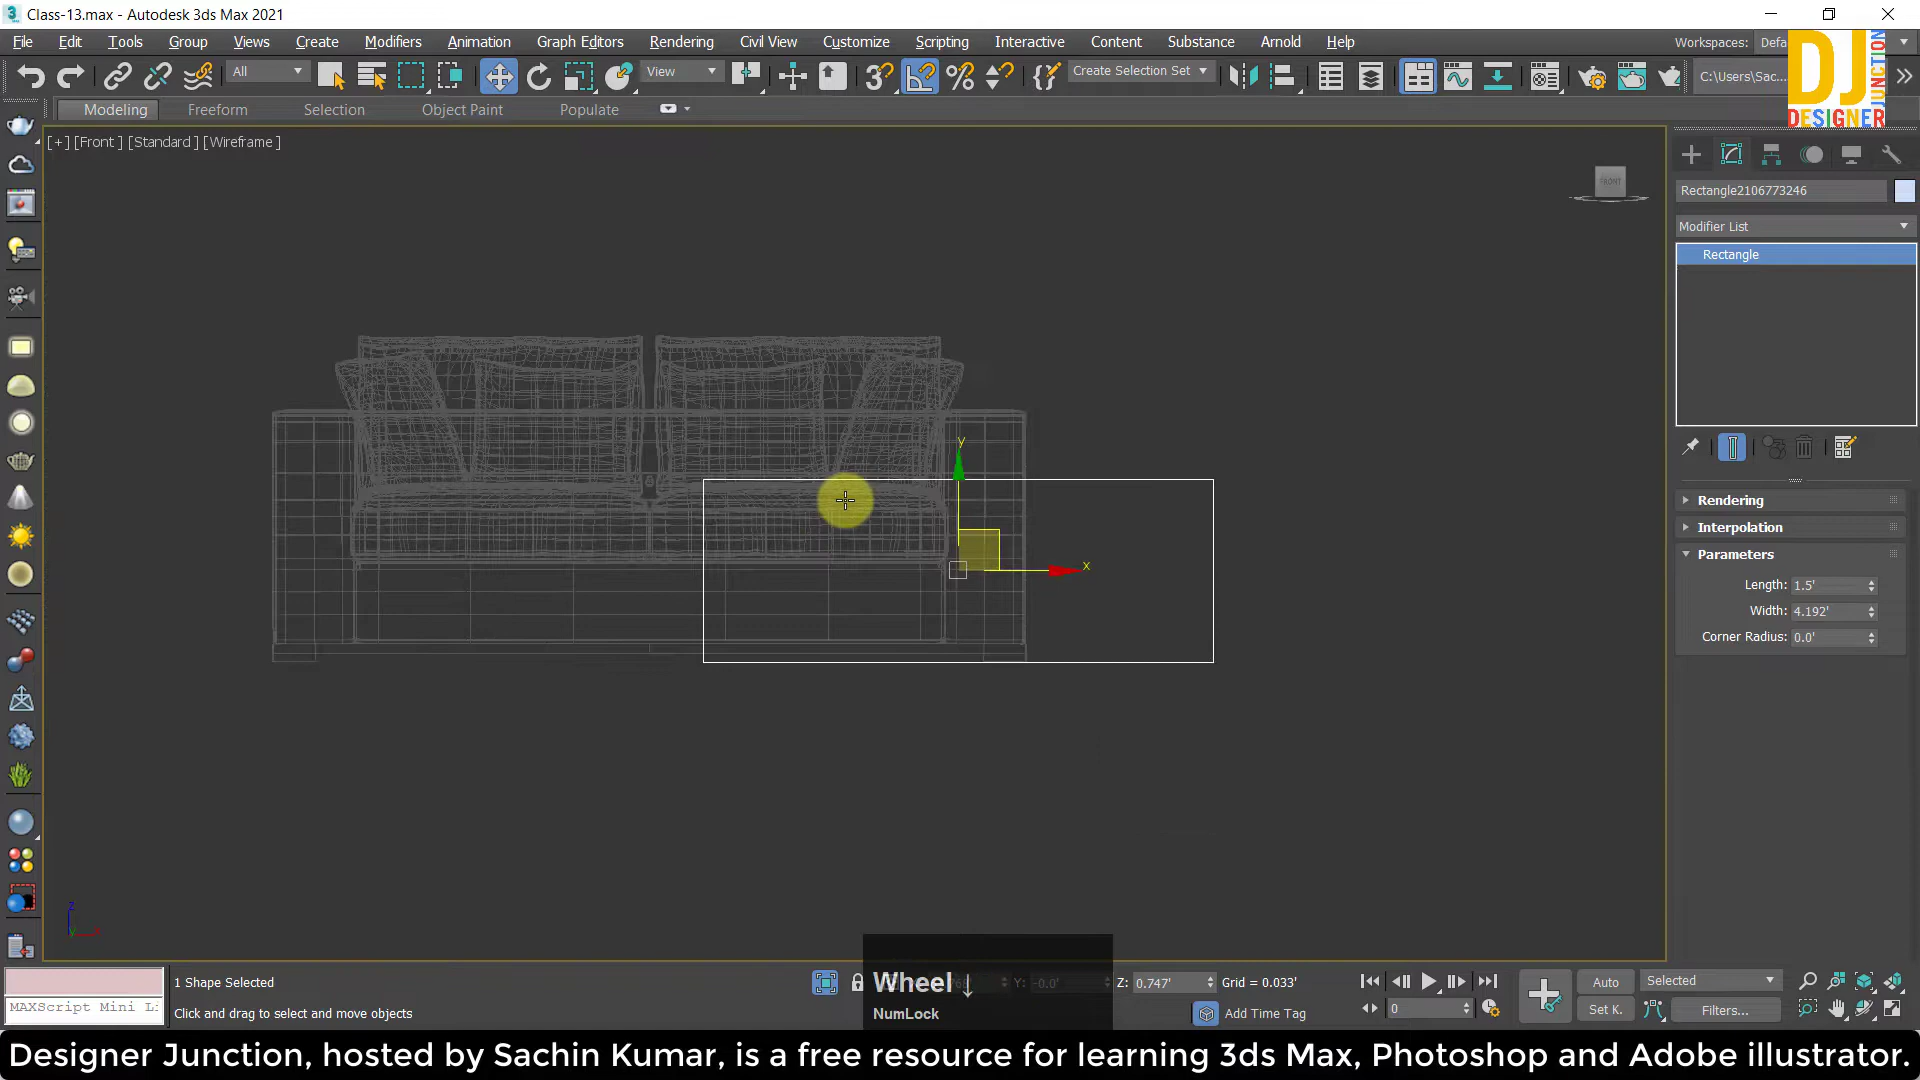 Class-13.max - Autodesk 3ds Max 2021
File Edit Tools Group Views Create Modifiers Animation Graph Editors Rendering Civil View Customize Scripting Interactive Content Substance Arnold Help
Workspaces: Defa
All
View
Create Selection Set
C:\Users\Sac...
DJ
JUNCTION
DESIGNER
Modeling Freeform Selection Object Paint Populate
[+] [Front ] [Standard ] [Wireframe ]
FRONT
Rectangle2106773246
Modifier List
Rectangle
y
x
Rendering
Interpolation
Parameters
Length: 1.5'
Width: 4.192'
Corner Radius: 0.0'
z
y
1 Shape Selected
Click and drag to select and move objects
MAXScript Mini Li
Wheel ↓
NumLock
Y: -0.0'
Z: 0.747'
Grid = 0.033'
Add Time Tag
0
Auto
Selected
Set K.
Filters...
Designer Junction, hosted by Sachin Kumar, is a free resource for learning 3ds Max, Photoshop and Adobe illustrator.